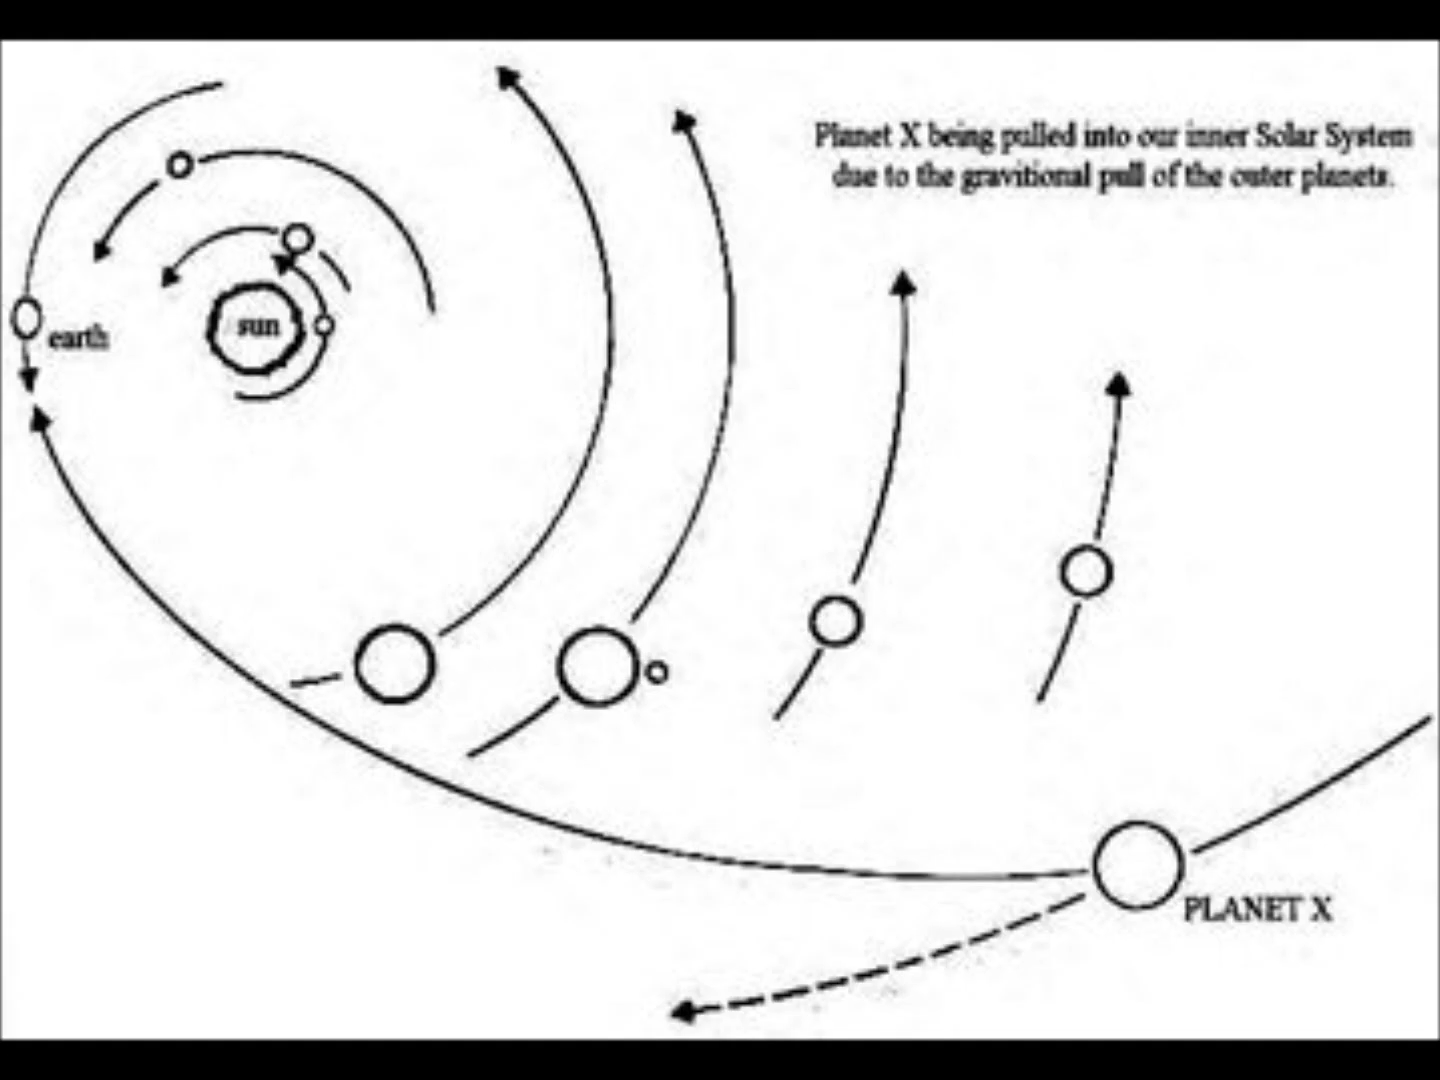 Planet X being pulled into our inner Solar System
due to the gravitional pull of the outer planets.
sun
earth
PLANET X